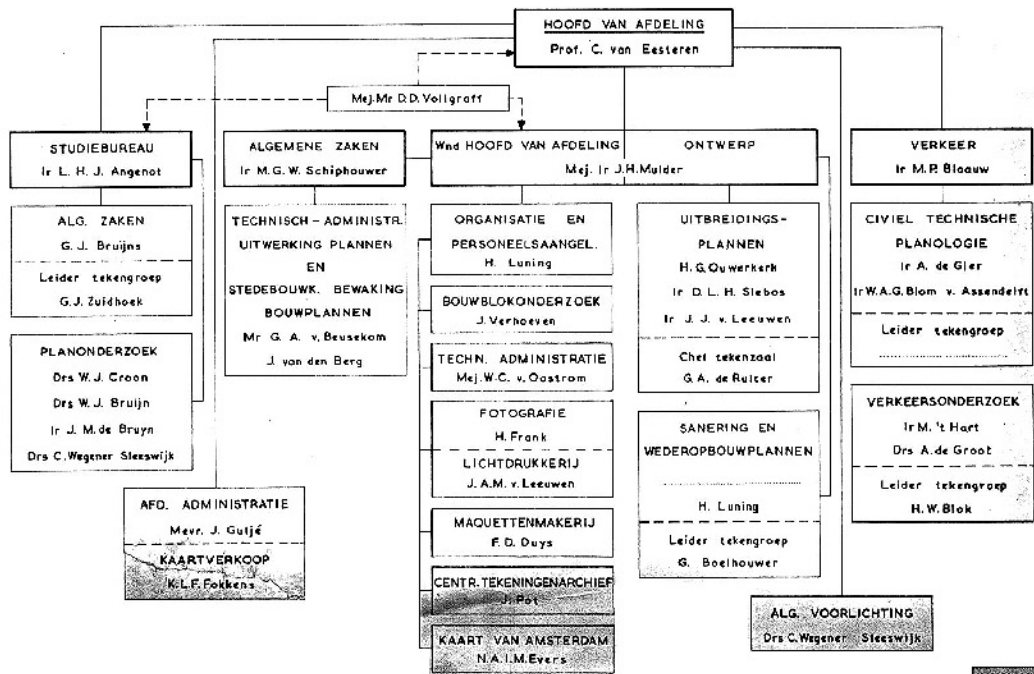 HOOFD VAN AFDELING
Prof. C. van Eesteren
Mej. Mr D.D. Vollgraff
STUDIEBUREAU
Ir L. H. J. Angenot
ALGEMENE ZAKEN
Ir M.G.W. Schiphouwer
Wnd HOOFD VAN AFDELING ONTWERP
Mej. Ir J.H. Mulder
VERKEER
Ir M.P. Blaauw
ALG. ZAKEN
G. J. Bruijns
Leider tekengroep
G.J. Zuidhoek
PLANONDERZOEK
Drs W.J. Croon
Drs W.J. Bruijn
Ir J. M. de Bruyn
Drs C. Wegener Sleeswijk
AFD. ADMINISTRATIE
Mevr. J. Gutjé
KAARTVERKOOP
K.L.F. Fokkens
TECHNISCH-ADMINISTR.
UITWERKING PLANNEN
EN
STEDEBOUWK. BEWAKING
BOUWPLANNEN
Mr G. A. v. Beusekom
J. van den Berg
ORGANISATIE EN
PERSONEELSAANGEL.
H. Luning
BOUWBLOKONDERZOEK
J. Verhoeven
TECHN. ADMINISTRATIE
Mej. W.C. v. Oostrom
FOTOGRAFIE
H. Frank
LICHTDRUKKERIJ
J.A.M. v. Leeuwen
MAQUETTENMAKERIJ
F. D. Duys
CENTR. TEKENINGENARCHIEF
J. Pot
KAART VAN AMSTERDAM
N.A.I.M. Evers
UITBREIDINGS-
PLANNEN
H.G. Ouwerkerk
Ir D. L. H. Slebos
Ir J. J. v. Leeuwen
Chef tekenzaal
G.A. de Ruiter
SANERING EN
WEDEROPBOUWPLANNEN
H. Luning
Leider tekengroep
G. Boelhouwer
CIVIEL TECHNISCHE
PLANOLOGIE
Ir A. de Gier
Ir W.A.G. Blom v. Assendelft
Leider tekengroep
VERKEERSONDERZOEK
Ir M. 't Hart
Drs A. de Groot
Leider tekengroep
H. W. Blok
ALG. VOORLICHTING
Drs C. Wegener Sleeswijk